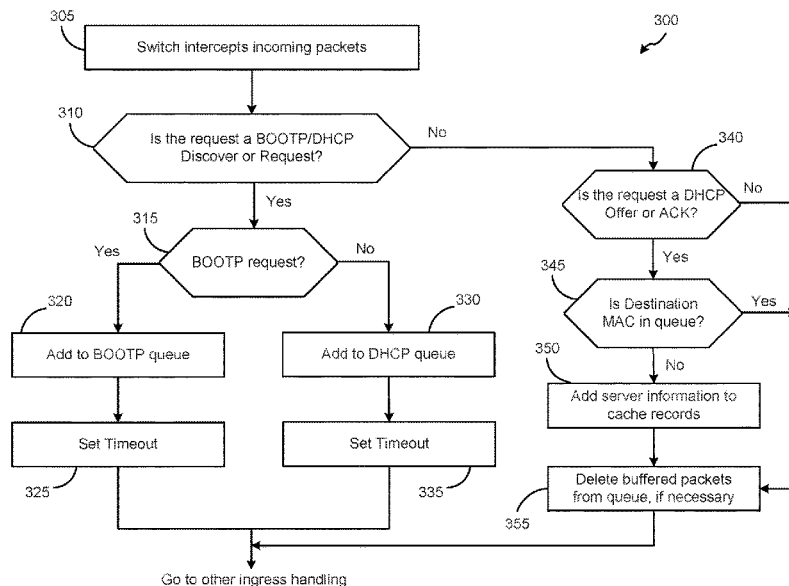 305
Switch intercepts incoming packets
300
310
Is the request a BOOTP/DHCP
Discover or Request?
No
340
Yes
Is the request a DHCP
Offer or ACK?
No
315
Yes
BOOTP request?
No
Yes
345
Is Destination
MAC in queue?
Yes
320
Add to BOOTP queue
330
Add to DHCP queue
No
350
Add server information to
cache records
Set Timeout
325
Set Timeout
335
Delete buffered packets
from queue, if necessary
355
Go to other ingress handling